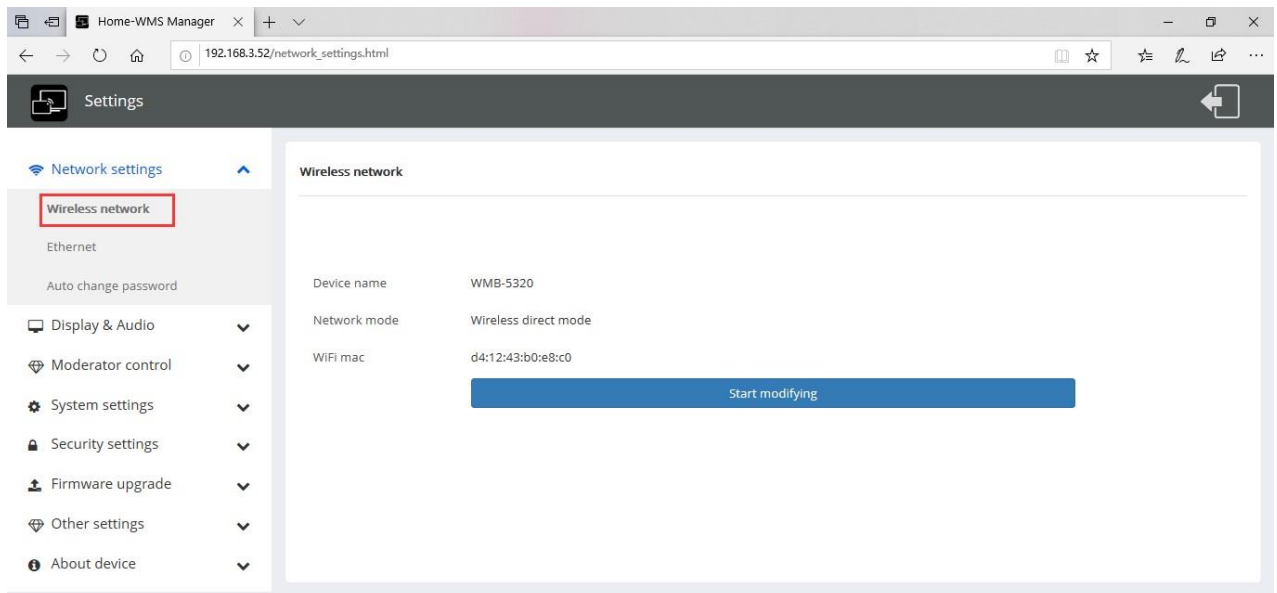 Home-WMS Manager
192.168.3.52/network_settings.html
Settings
Network settings
Wireless network
Ethernet
Auto change password
Display & Audio
Moderator control
System settings
Security settings
Firmware upgrade
Other settings
About device
Wireless network
Device name WMB-5320
Network mode Wireless direct mode
WiFi mac d4:12:43:b0:e8:c0
Start modifying